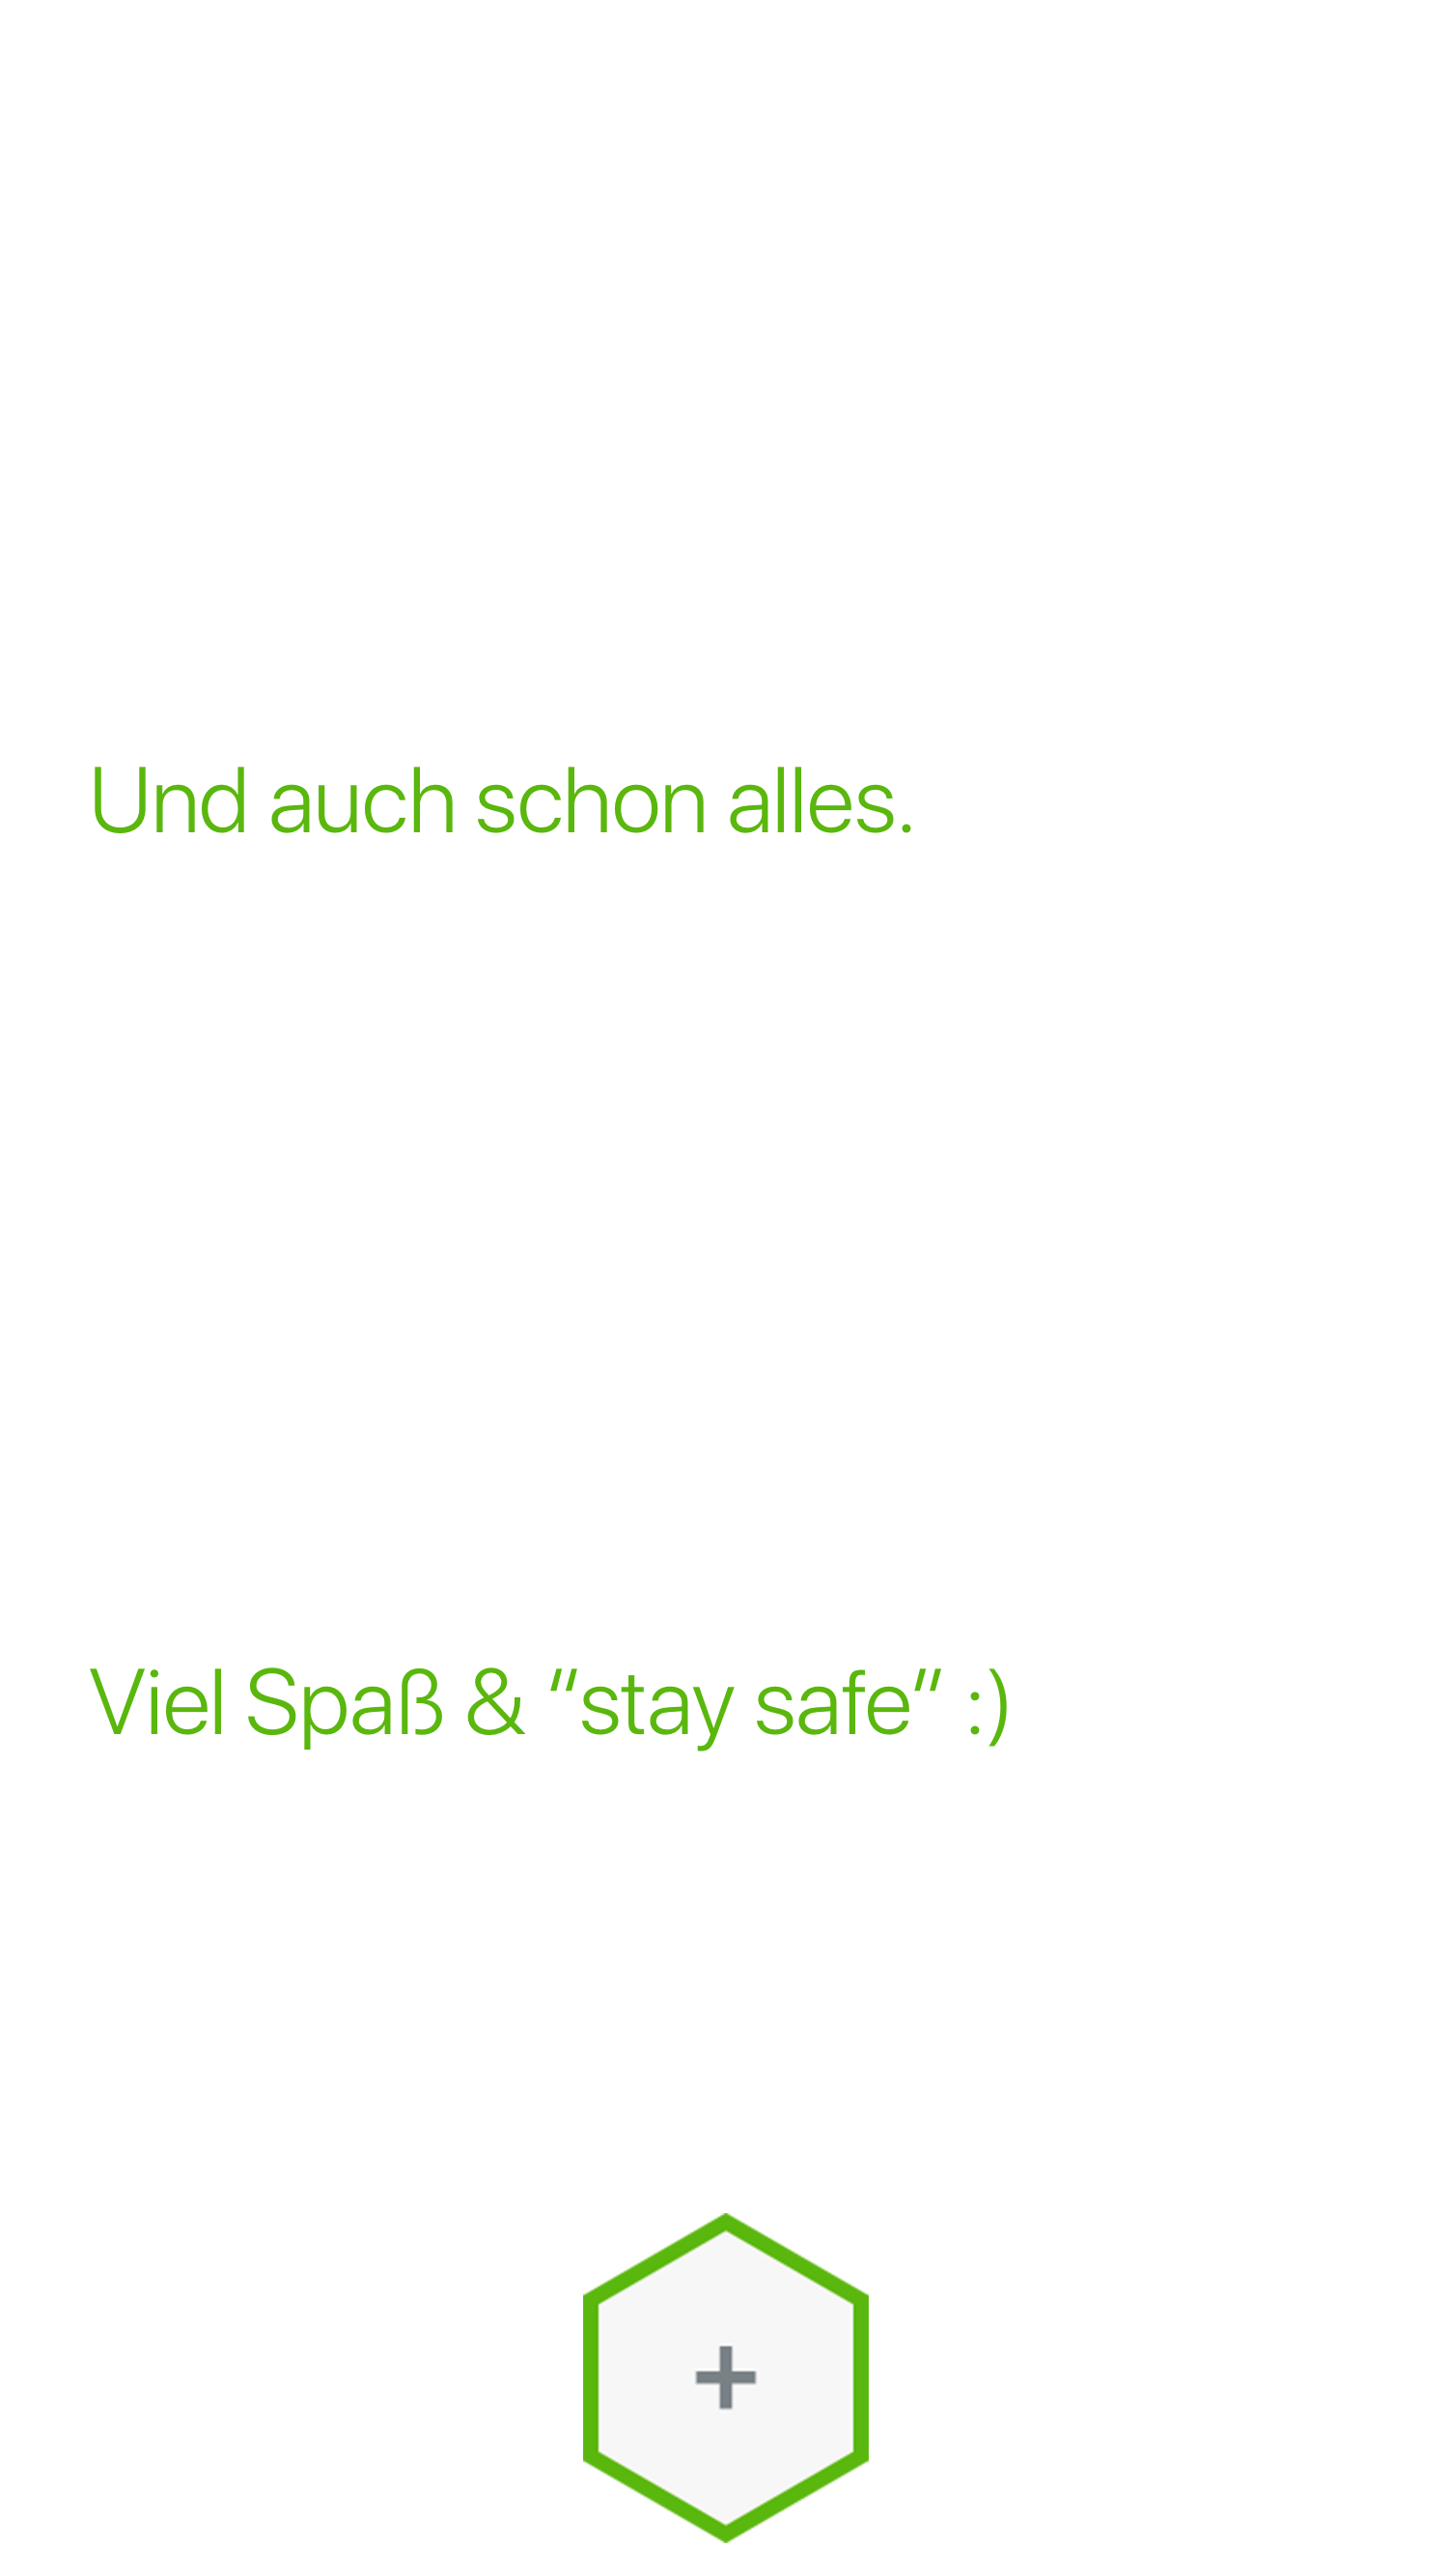 Und auch schon alles.
Viel Spaß & “stay safe” :)
+